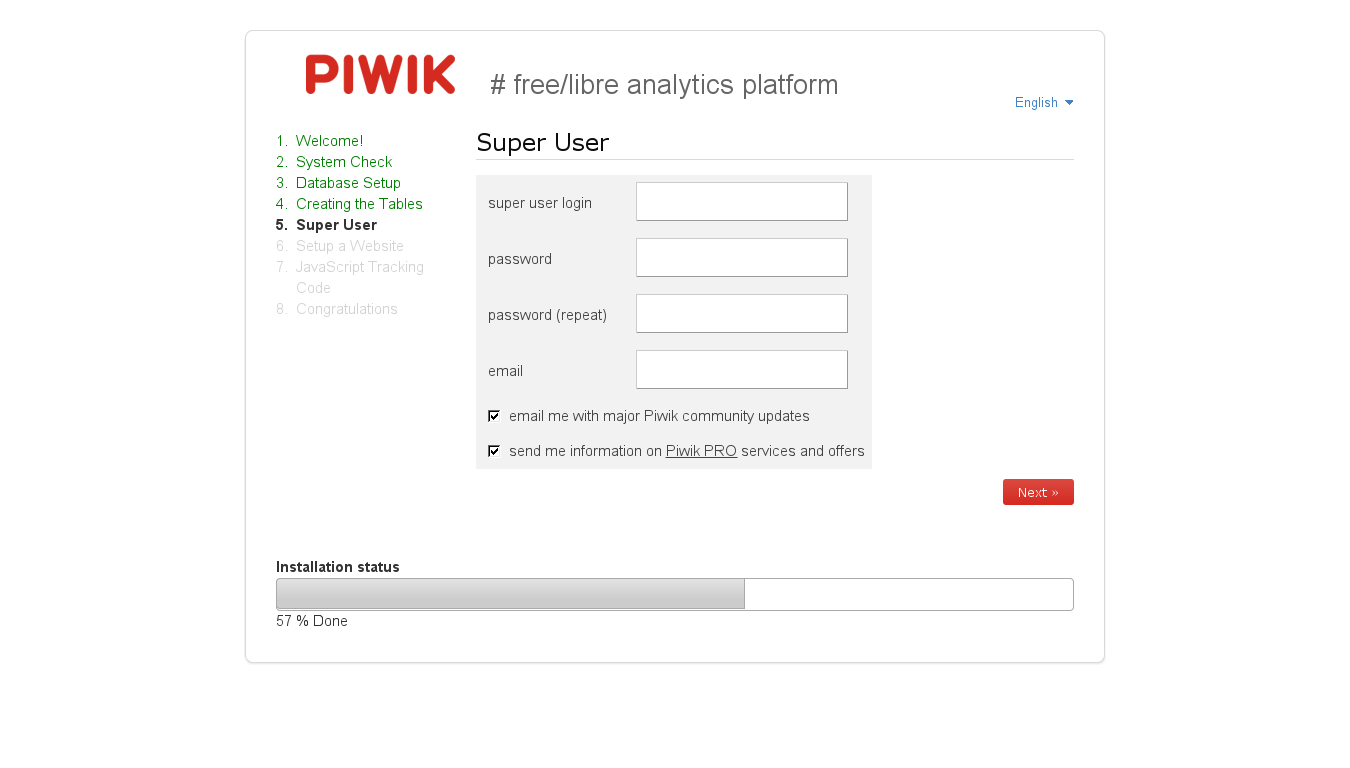 PIWIK
# free/libre analytics platform
English
1. Welcome!
2. System Check
3. Database Setup
4. Creating the Tables
5. Super User
6. Setup a Website
7. JavaScript Tracking
Code
8. Congratulations
Super User
super user login
password
password (repeat)
email
email me with major Piwik community updates
send me information on Piwik PRO services and offers
Next »
Installation status
57 % Done